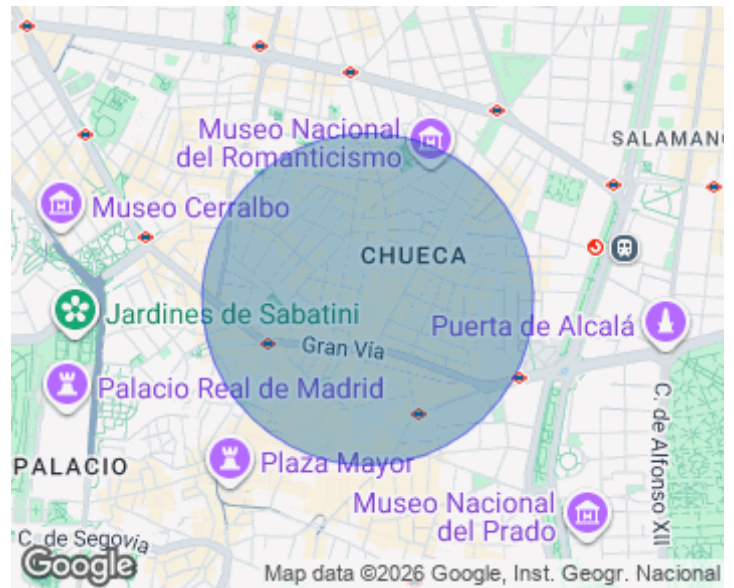 Museo Nacional
del Romanticismo
SALAMAN
Museo Cerralbo
CHUECA
Jardines de Sabatini
Puerta de Alcalá
Gran Vía
Palacio Real de Madrid
C. de Alfonso XII
PALACIO
Plaza Mayor
Museo Nacional
del Prado
C. de Segovia
Google
Map data ©2026 Google, Inst. Geogr. Nacional